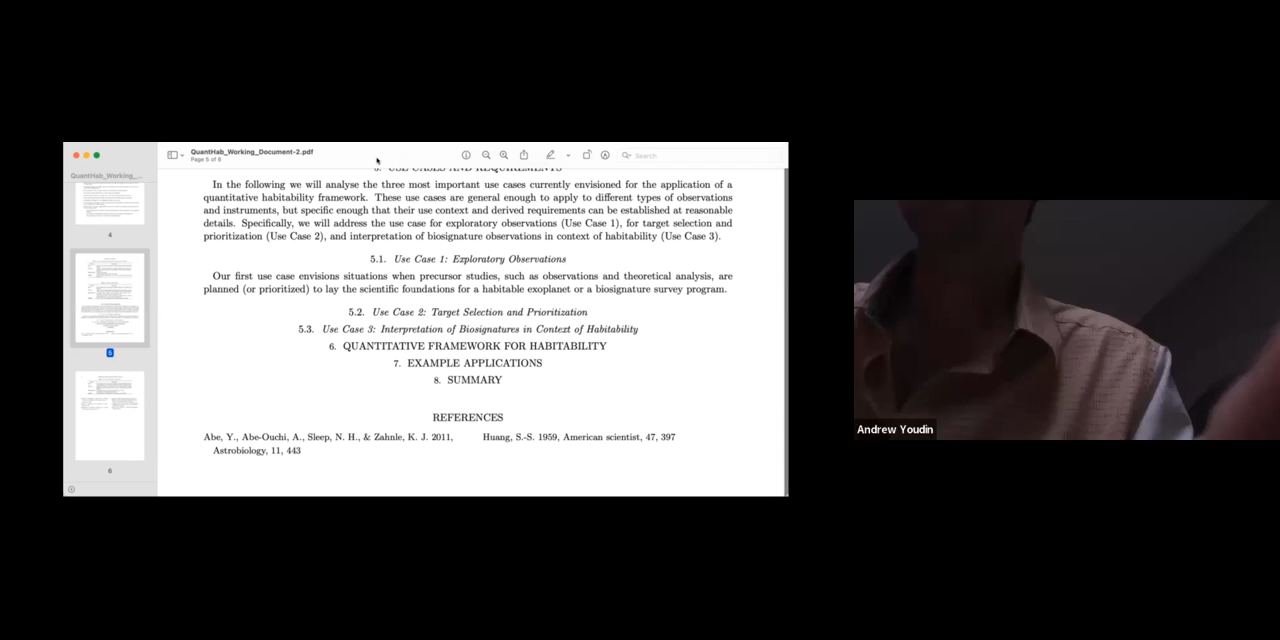 QuantHab_Working_Document-2.pdf
Page 5 of 6
Search
QuantHab_Working_...
4
5
6
5. USE CASES AND REQUIREMENTS
In the following we will analyse the three most important use cases currently envisioned for the application of a
quantitative habitability framework. These use cases are general enough to apply to different types of observations
and instruments, but specific enough that their use context and derived requirements can be established at reasonable
details. Specifically, we will address the use case for exploratory observations (Use Case 1), for target selection and
prioritization (Use Case 2), and interpretation of biosignature observations in context of habitability (Use Case 3).
5.1. Use Case 1: Exploratory Observations
Our first use case envisions situations when precursor studies, such as observations and theoretical analysis, are
planned (or prioritized) to lay the scientific foundations for a habitable exoplanet or a biosignature survey program.
5.2. Use Case 2: Target Selection and Prioritization
5.3. Use Case 3: Interpretation of Biosignatures in Context of Habitability
6. QUANTITATIVE FRAMEWORK FOR HABITABILITY
7. EXAMPLE APPLICATIONS
8. SUMMARY
REFERENCES
Abe, Y., Abe-Ouchi, A., Sleep, N. H., & Zahnle, K. J. 2011,
Astrobiology, 11, 443
Huang, S.-S. 1959, American scientist, 47, 397
Andrew Youdin